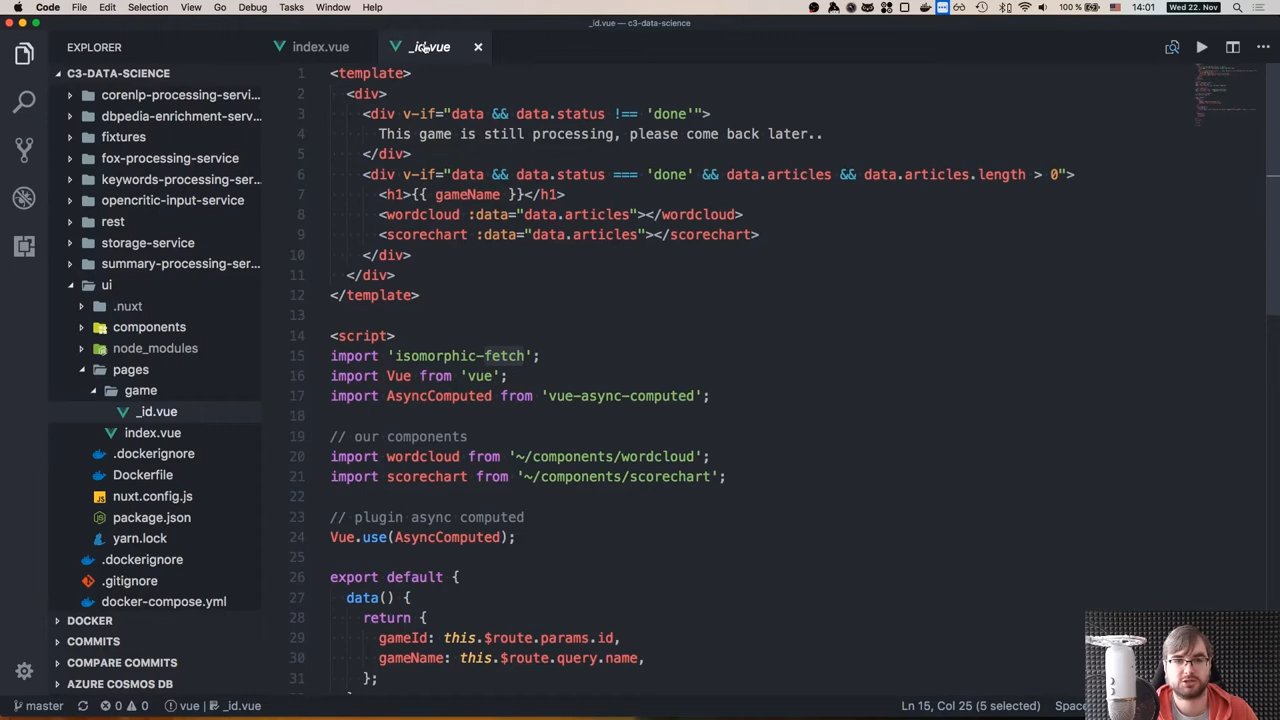 Code File Edit Selection View Go Debug Tasks Window Help 100 % 14:01 Wed 22. Nov
_id.vue — c3-data-science
EXPLORER
index.vue
_id.vue
C3-DATA-SCIENCE
corenlp-processing-servi...
dbpedia-enrichment-serv...
fixtures
fox-processing-service
keywords-processing-ser...
opencritic-input-service
rest
storage-service
summary-processing-ser...
ui
.nuxt
components
node_modules
pages
game
_id.vue
index.vue
.dockerignore
Dockerfile
nuxt.config.js
package.json
yarn.lock
.dockerignore
.gitignore
docker-compose.yml
DOCKER
COMMITS
COMPARE COMMITS
AZURE COSMOS DB
1 <template>
2 <div>
3 <div v-if="data && data.status !== 'done'">
4 This game is still processing, please come back later..
5 </div>
6 <div v-if="data && data.status === 'done' && data.articles && data.articles.length > 0">
7 <h1>{{ gameName }}</h1>
8 <wordcloud :data="data.articles"></wordcloud>
9 <scorechart :data="data.articles"></scorechart>
10 </div>
11 </div>
12 </template>
13
14 <script>
15 import 'isomorphic-fetch';
16 import Vue from 'vue';
17 import AsyncComputed from 'vue-async-computed';
18
19 // our components
20 import wordcloud from '~/components/wordcloud';
21 import scorechart from '~/components/scorechart';
22
23 // plugin async computed
24 Vue.use(AsyncComputed);
25
26 export default {
27 data() {
28 return {
29 gameId: this.$route.params.id,
30 gameName: this.$route.query.name,
31 };
master 0 0 vue _id.vue Ln 15, Col 25 (5 selected)